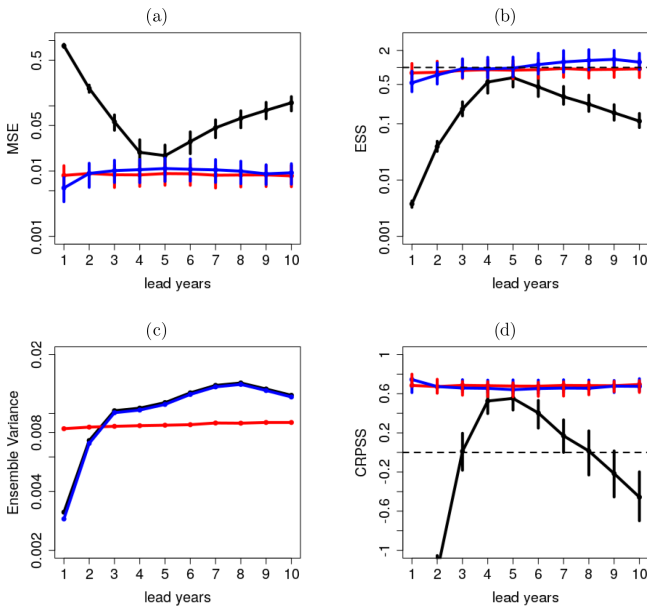 (a)
MSE
0.5
0.05
0.01
0.001
1 2 3 4 5 6 7 8 9 10
lead years
(b)
ESS
2
0.5
0.1
0.01
0.001
1 2 3 4 5 6 7 8 9 10
lead years
(c)
Ensemble Variance
0.02
0.008
0.004
0.002
1 2 3 4 5 6 7 8 9 10
lead years
(d)
CRPSS
1
0.6
0.2
-0.2
-0.6
-1
1 2 3 4 5 6 7 8 9 10
lead years